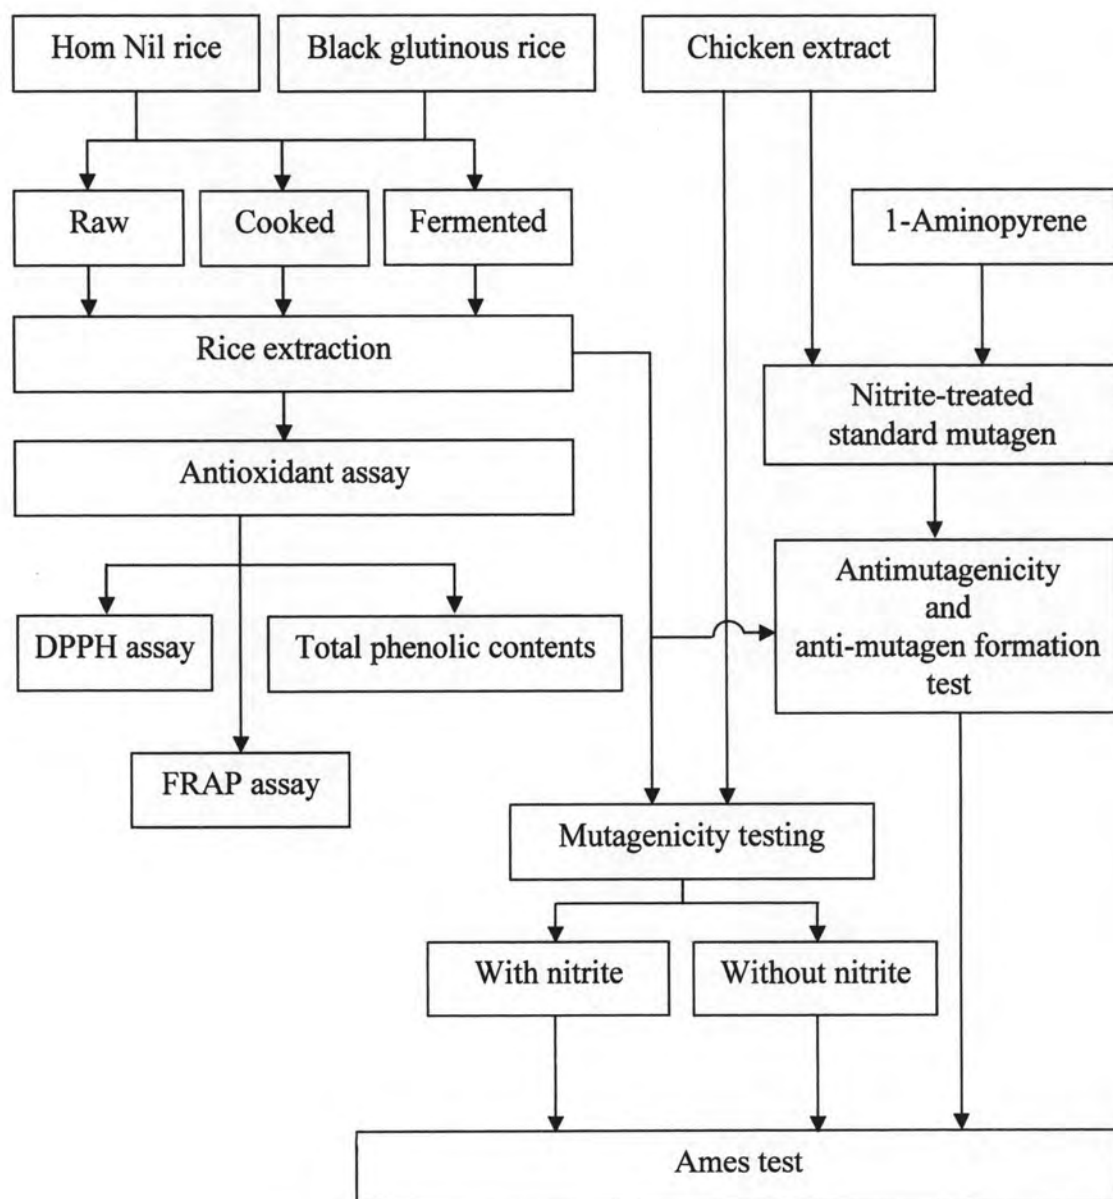 Hom Nil rice
Black glutinous rice
Chicken extract
Raw
Cooked
Fermented
1-Aminopyrene
Rice extraction
Nitrite-treated
standard mutagen
Antioxidant assay
Antimutagenicity
and
anti-mutagen formation
test
DPPH assay
Total phenolic contents
FRAP assay
Mutagenicity testing
With nitrite
Without nitrite
Ames test